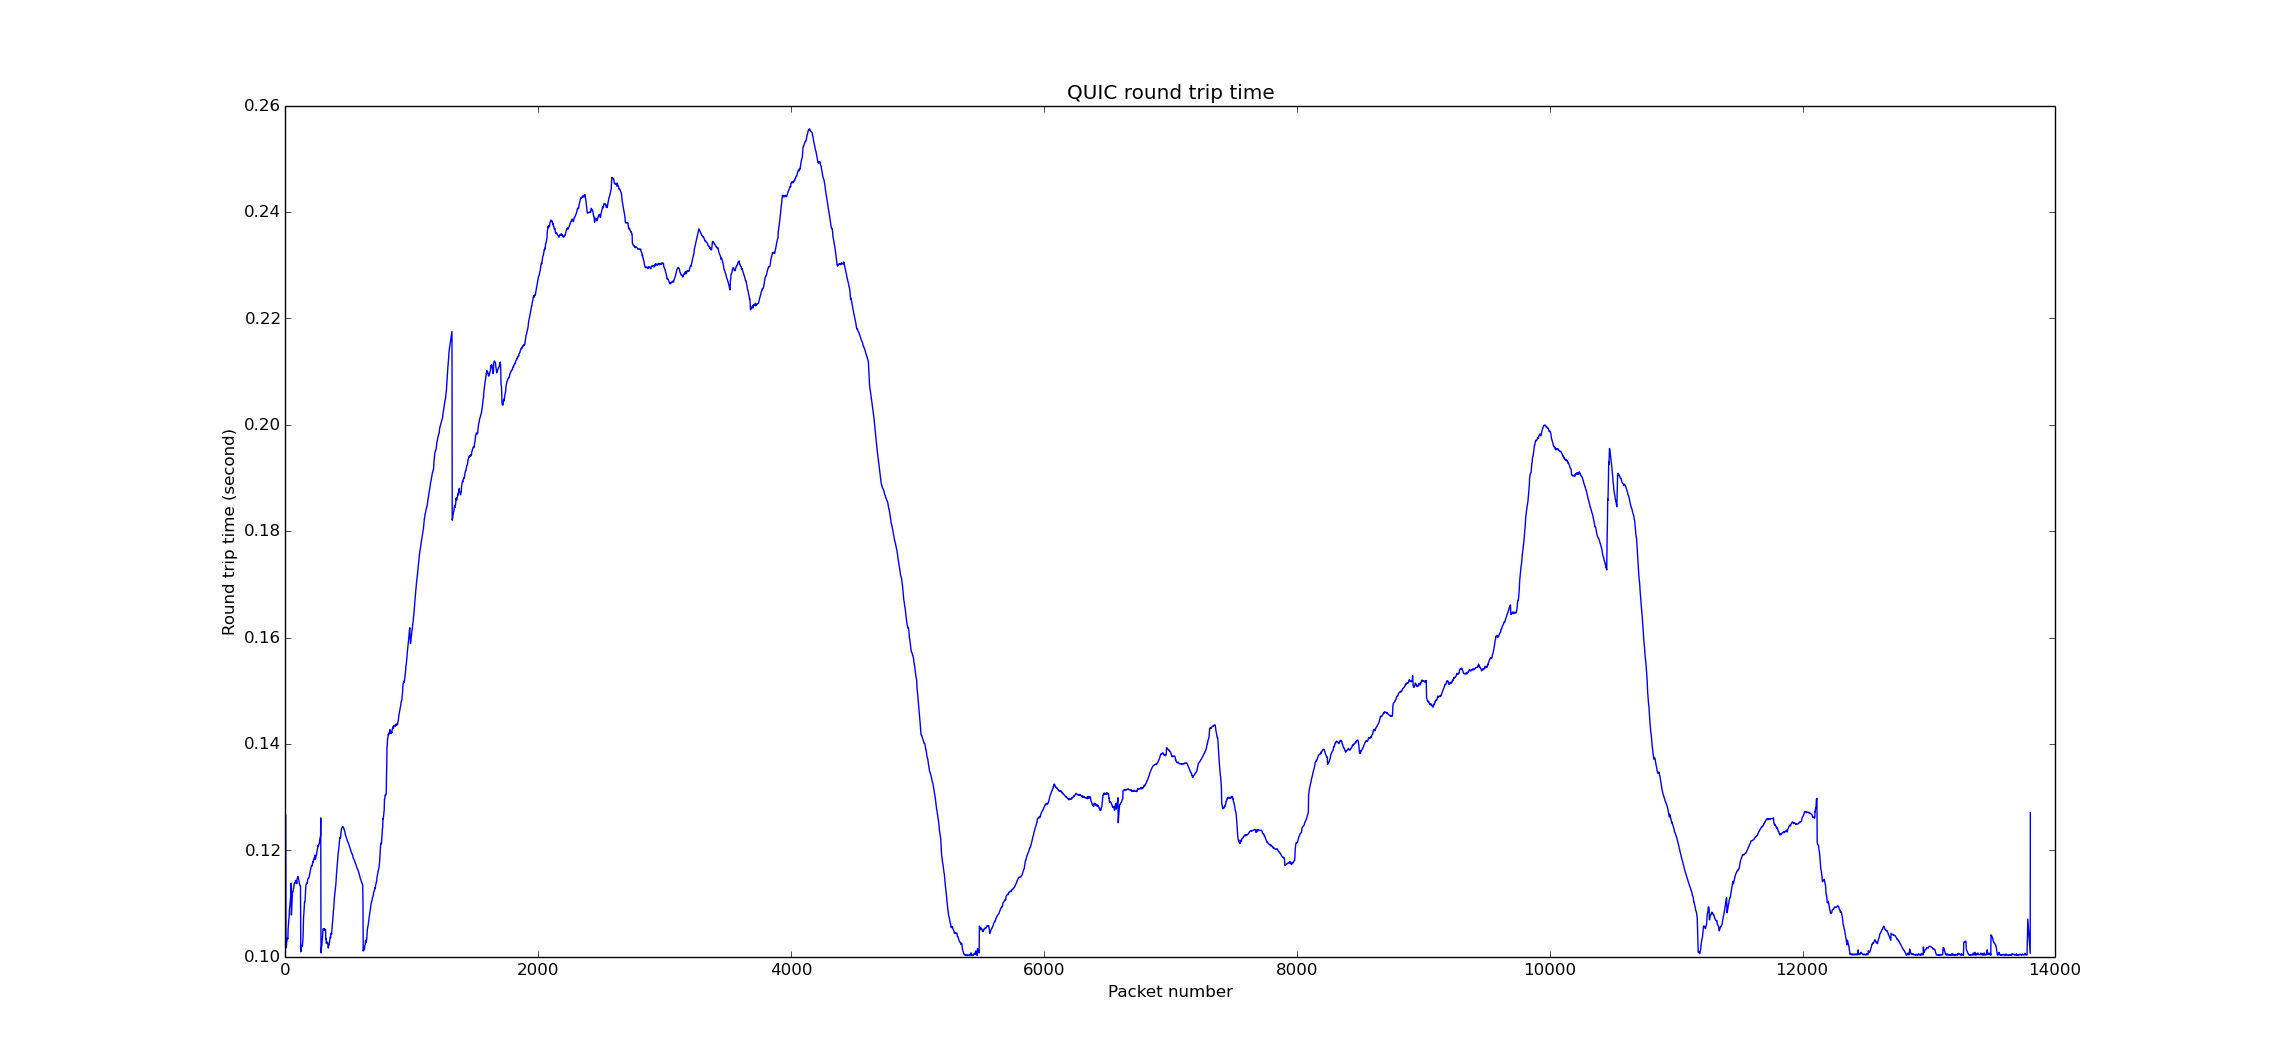 QUIC round trip time
0.26
0.24
0.22
0.20
0.18
0.16
0.14
0.12
0.10
Round trip time (second)
0 2000 4000 6000 8000 10000 12000 14000
Packet number